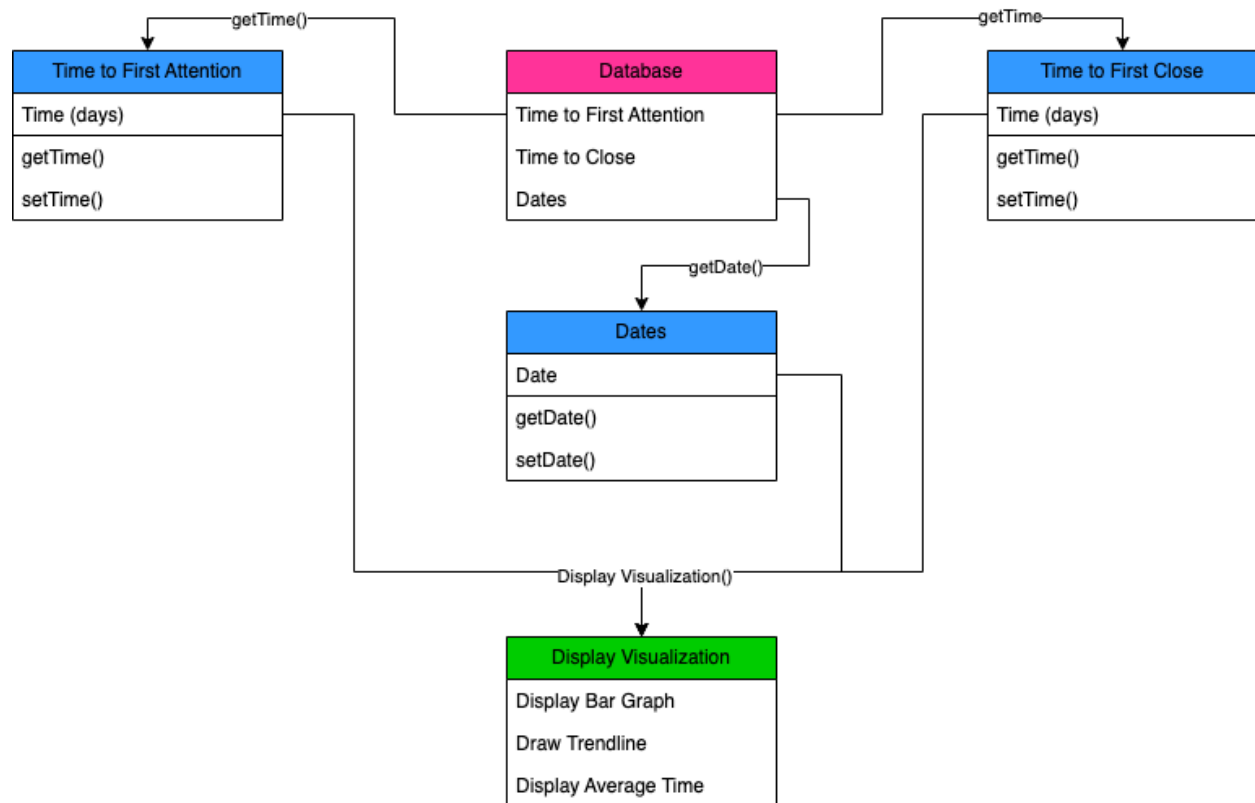 getTime()
getTime
Time to First Attention
Time (days)
getTime()
setTime()
Database
Time to First Attention
Time to Close
Dates
Time to First Close
Time (days)
getTime()
setTime()
getDate()
Dates
Date
getDate()
setDate()
Display Visualization()
Display Visualization
Display Bar Graph
Draw Trendline
Display Average Time